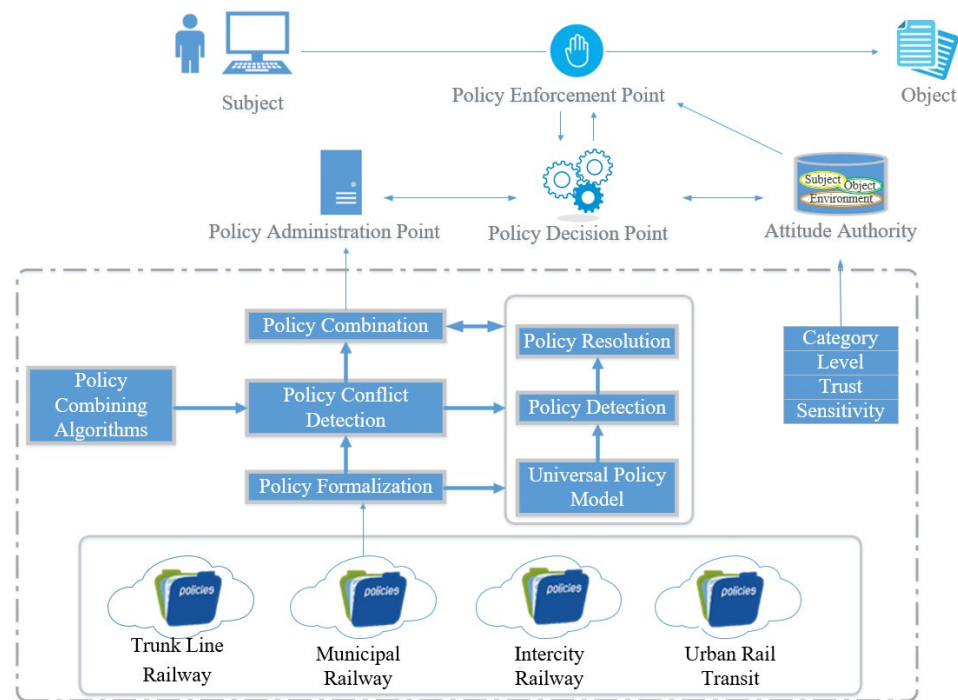 Subject
Policy Enforcement Point
Object
Subject
Object
Environment
Policy Administration Point
Policy Decision Point
Attitude Authority
Policy Combination
Policy Resolution
Category
Level
Trust
Sensitivity
Policy
Combining
Algorithms
Policy Conflict
Detection
Policy Detection
Policy Formalization
Universal Policy
Model
policies
policies
policies
policies
Trunk Line
Railway
Municipal
Railway
Intercity
Railway
Urban Rail
Transit